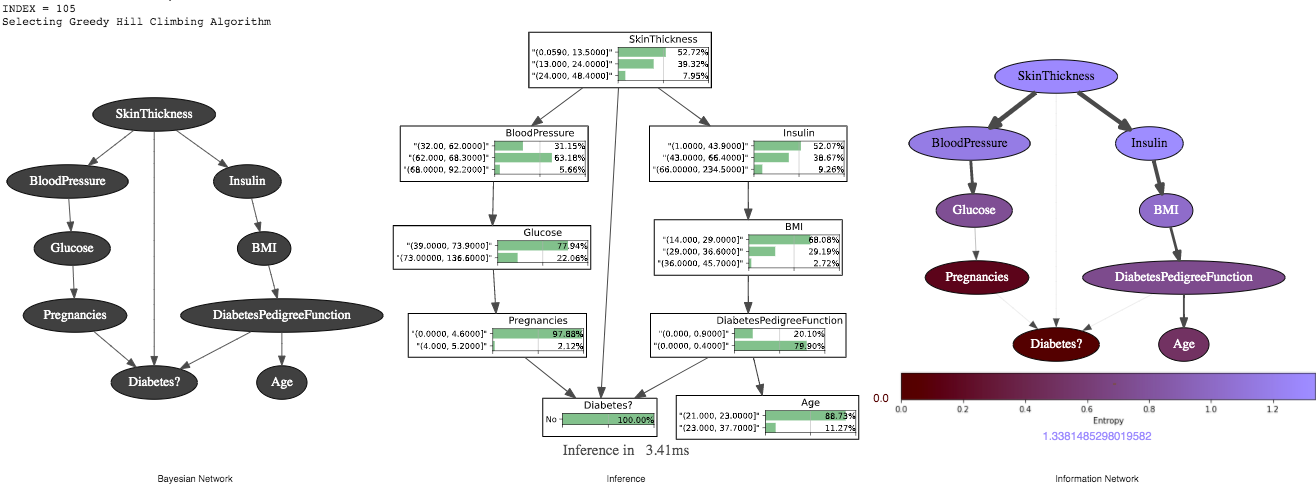 INDEX = 105
Selecting Greedy Hill Climbing Algorithm
SkinThickness
BloodPressure
Insulin
Glucose
BMI
Pregnancies
DiabetesPedigreeFunction
Diabetes?
Age
Bayesian Network
SkinThickness
"(0.0590, 13.5000]" 52.72%
"(13.000, 24.0000]" 39.32%
"(24.000, 48.4000]" 7.95%
BloodPressure
"(32.00, 62.0000]" 31.15%
"(62.000, 68.3000]" 63.18%
"(68.0000, 92.2000]" 5.66%
Insulin
"(1.0000, 43.9000]" 52.07%
"(43.0000, 66.4000]" 38.67%
"(66.00000, 234.5000]" 9.26%
Glucose
"(39.0000, 73.9000]" 77.94%
"(73.00000, 136.6000]" 22.06%
BMI
"(14.000, 29.0000]" 68.08%
"(29.000, 36.6000]" 29.19%
"(36.0000, 45.7000]" 2.72%
Pregnancies
"(0.0000, 4.6000]" 97.88%
"(4.000, 5.2000]" 2.12%
DiabetesPedigreeFunction
"(0.000, 0.9000]" 20.10%
"(0.0000, 0.4000]" 79.90%
Diabetes?
No 100.00%
Age
"(21.000, 23.0000]" 88.73%
"(23.000, 37.7000]" 11.27%
Inference in 3.41ms
Inference
SkinThickness
BloodPressure
Insulin
Glucose
BMI
Pregnancies
DiabetesPedigreeFunction
Diabetes?
Age
0.0
0.0 0.2 0.4 0.6 0.8 1.0 1.2
Entropy
1.3381485298019582
Information Network